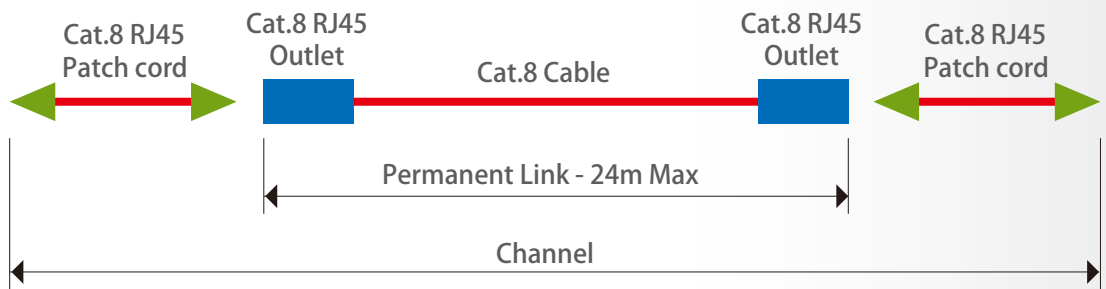 Cat.8 RJ45
Patch cord
Cat.8 RJ45
Outlet
Cat.8 Cable
Cat.8 RJ45
Outlet
Cat.8 RJ45
Patch cord
Permanent Link - 24m Max
Channel